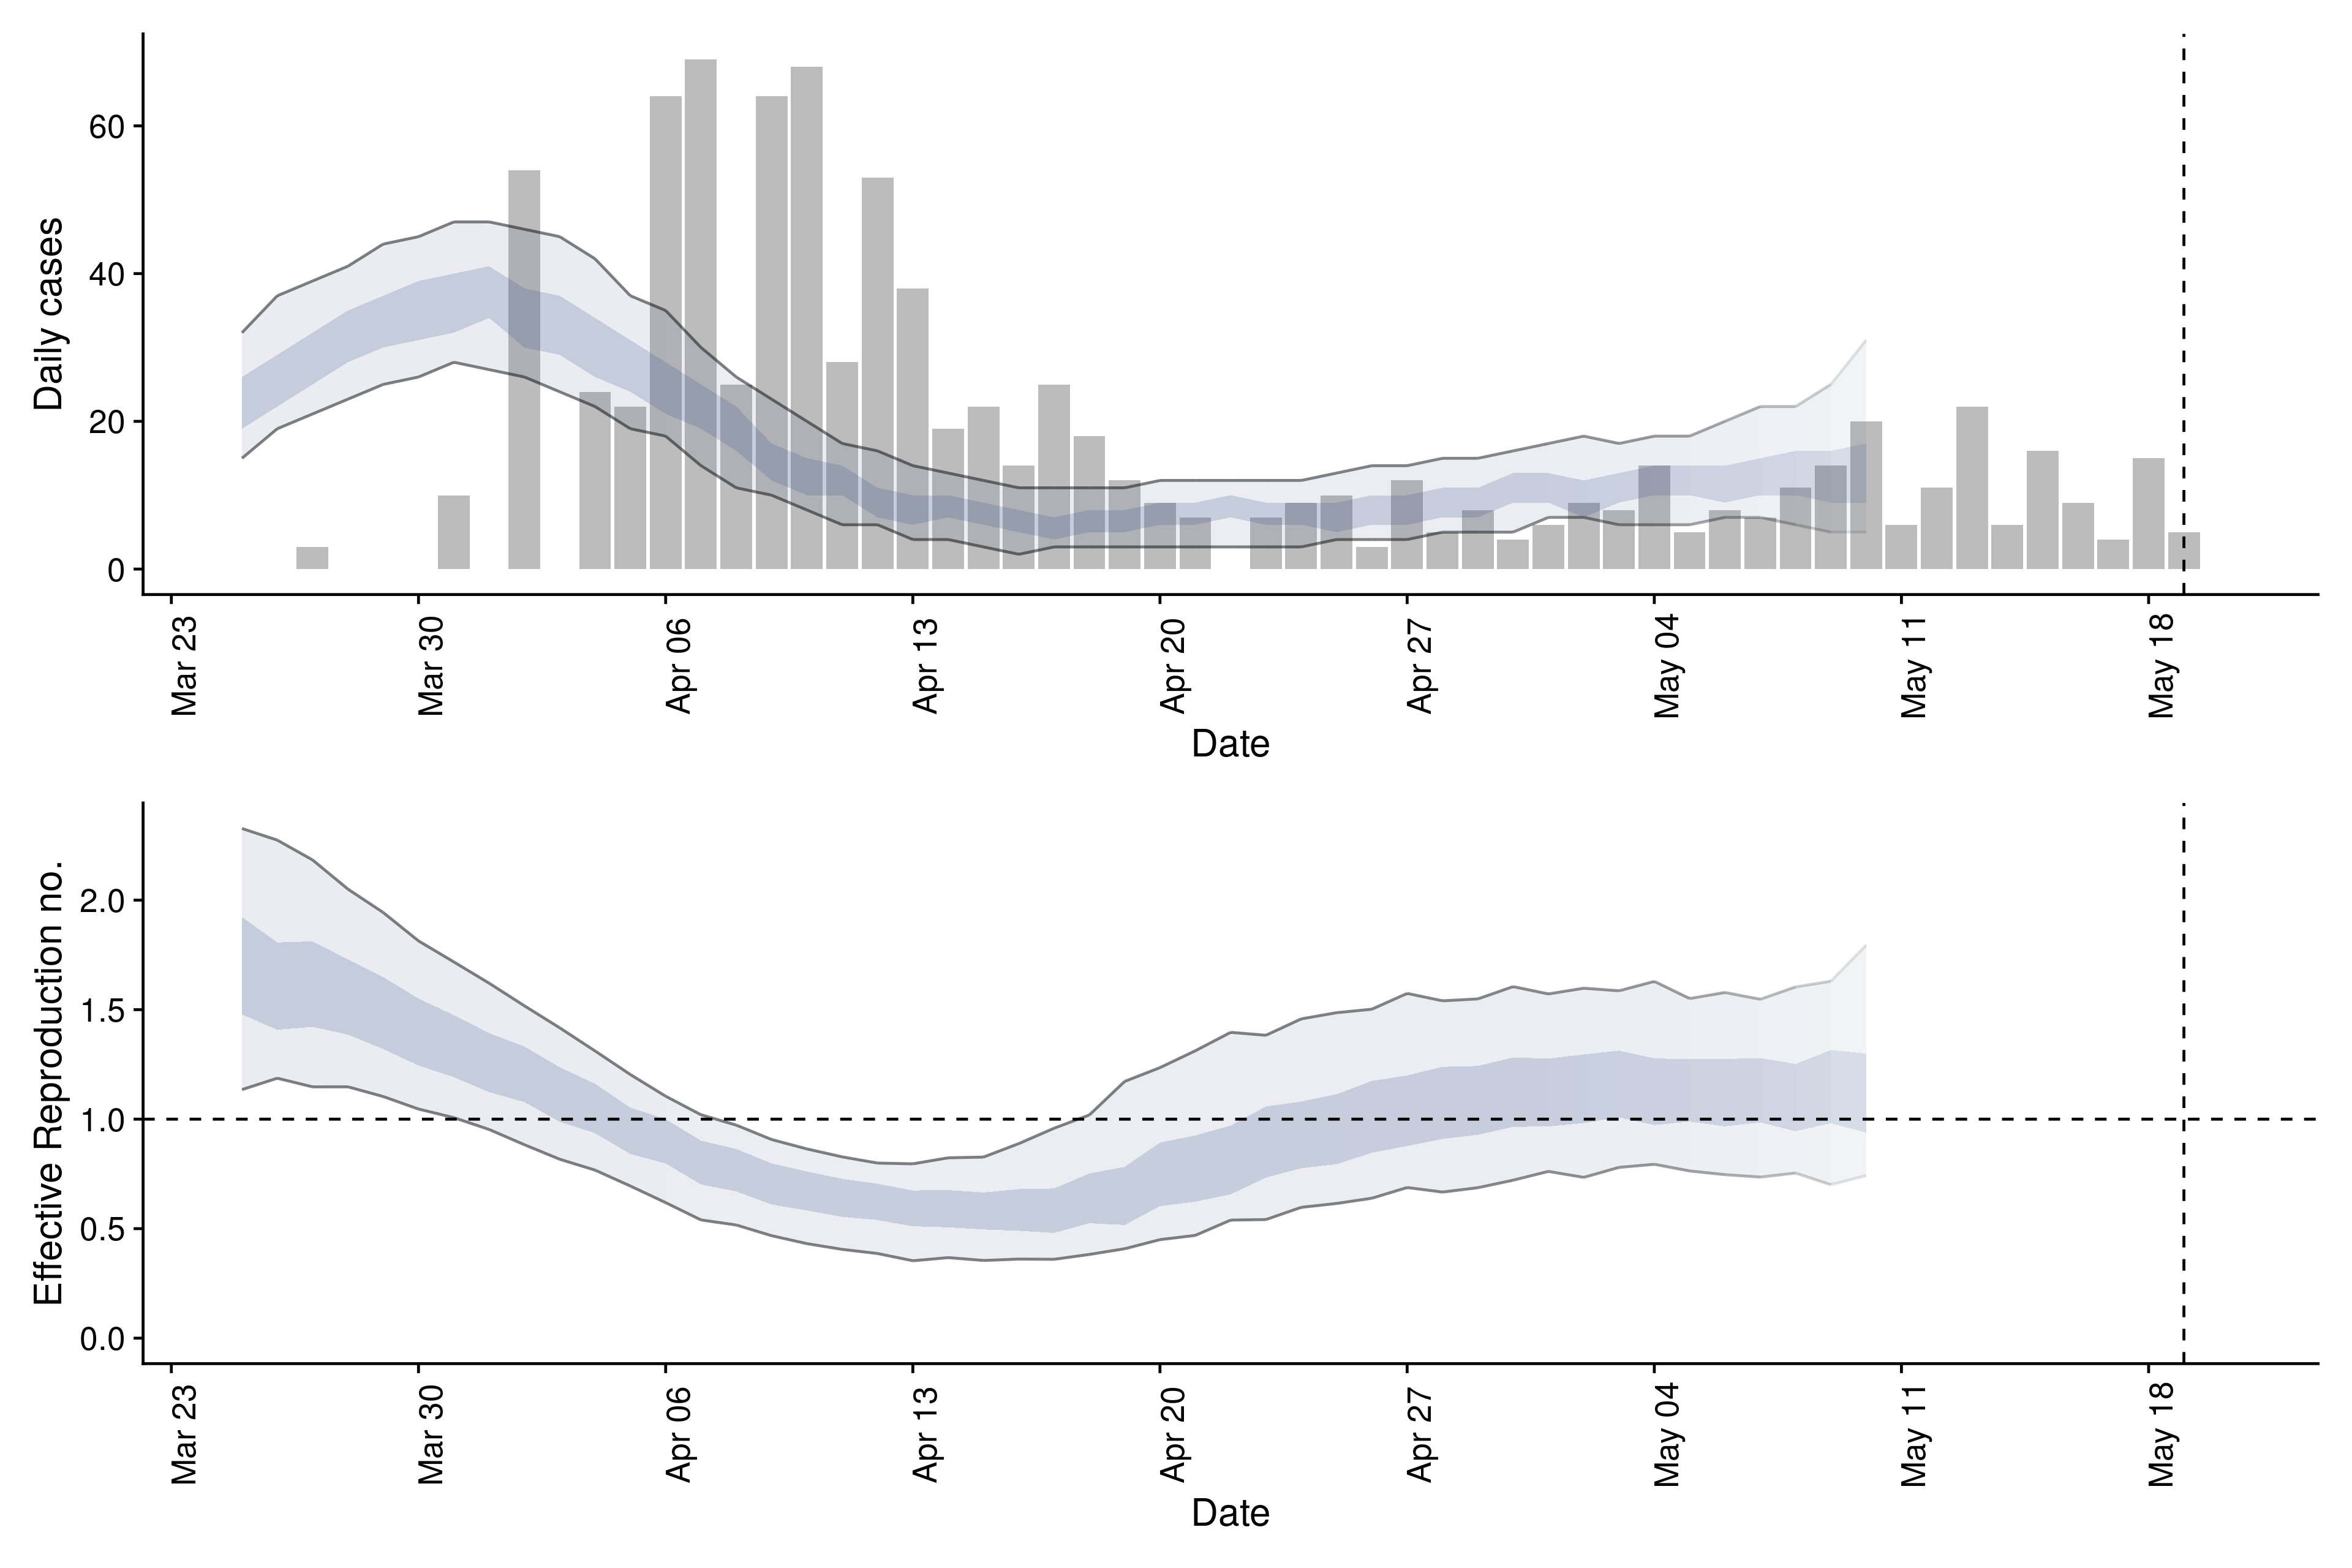 Daily cases
60
40
20
0
Mar 23
Mar 30
Apr 06
Apr 13
Apr 20
Apr 27
May 04
May 11
May 18
Date
Effective Reproduction no.
2.0
1.5
1.0
0.5
0.0
Mar 23
Mar 30
Apr 06
Apr 13
Apr 20
Apr 27
May 04
May 11
May 18
Date